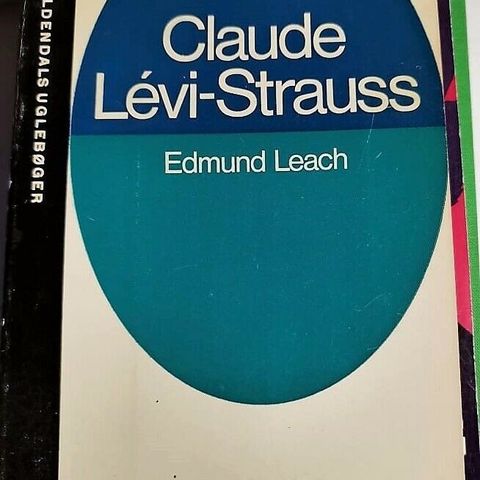 Claude
Lévi-Strauss
Edmund Leach
LDENDALS UGLEBØGER